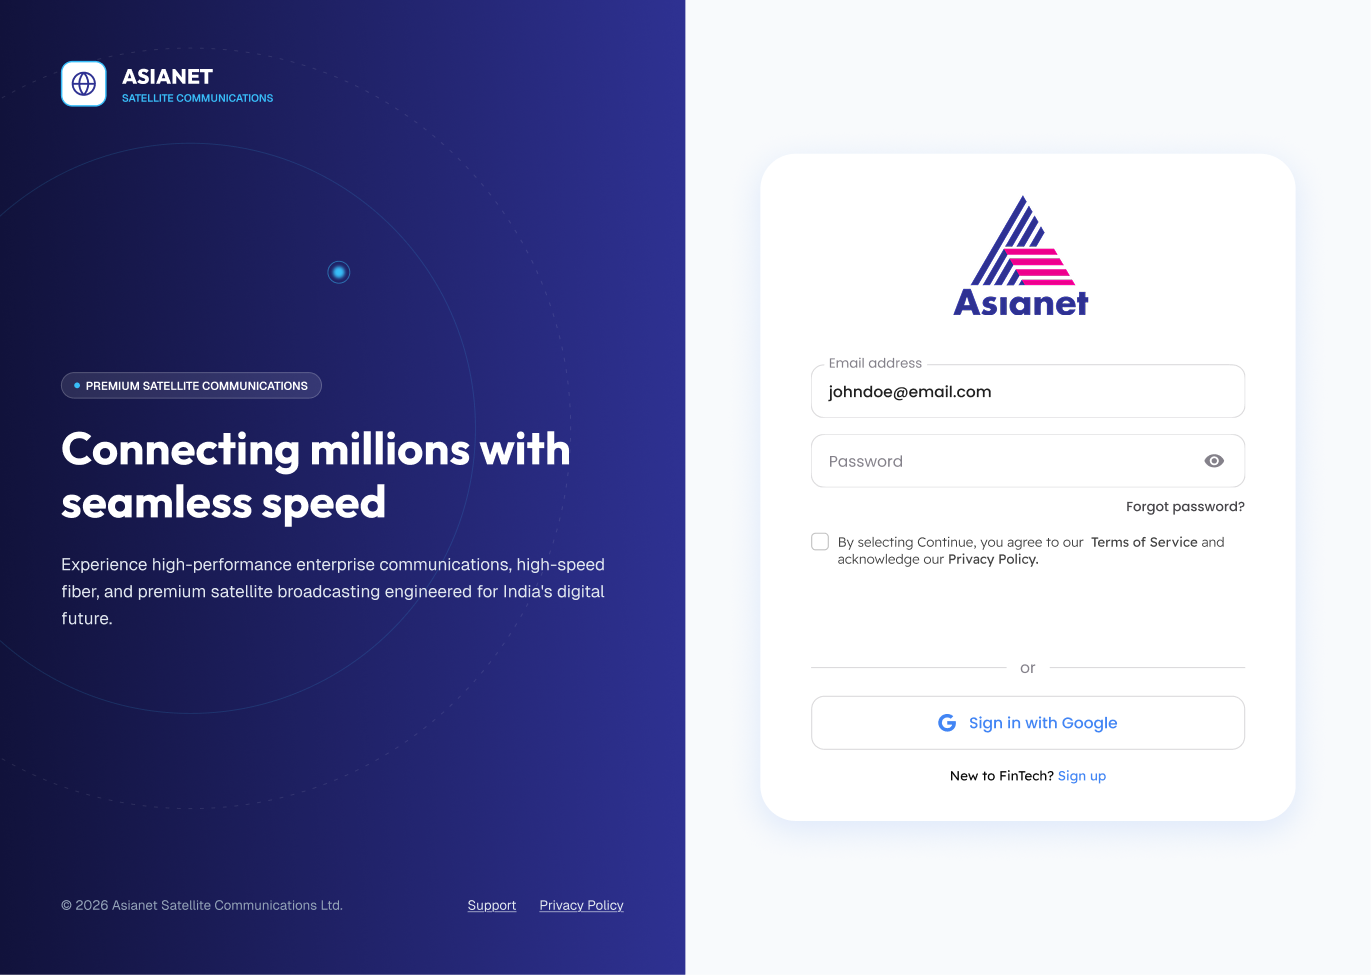 ASIANET
SATELLITE COMMUNICATIONS
PREMIUM SATELLITE COMMUNICATIONS
Connecting millions with
seamless speed
Experience high-performance enterprise communications, high-speed
fiber, and premium satellite broadcasting engineered for India's digital
future.
© 2026 Asianet Satellite Communications Ltd.
Support
Privacy Policy
Asianet
Email address
johndoe@email.com
Password
Forgot password?
By selecting Continue, you agree to our Terms of Service and
acknowledge our Privacy Policy.
or
Sign in with Google
New to FinTech? Sign up